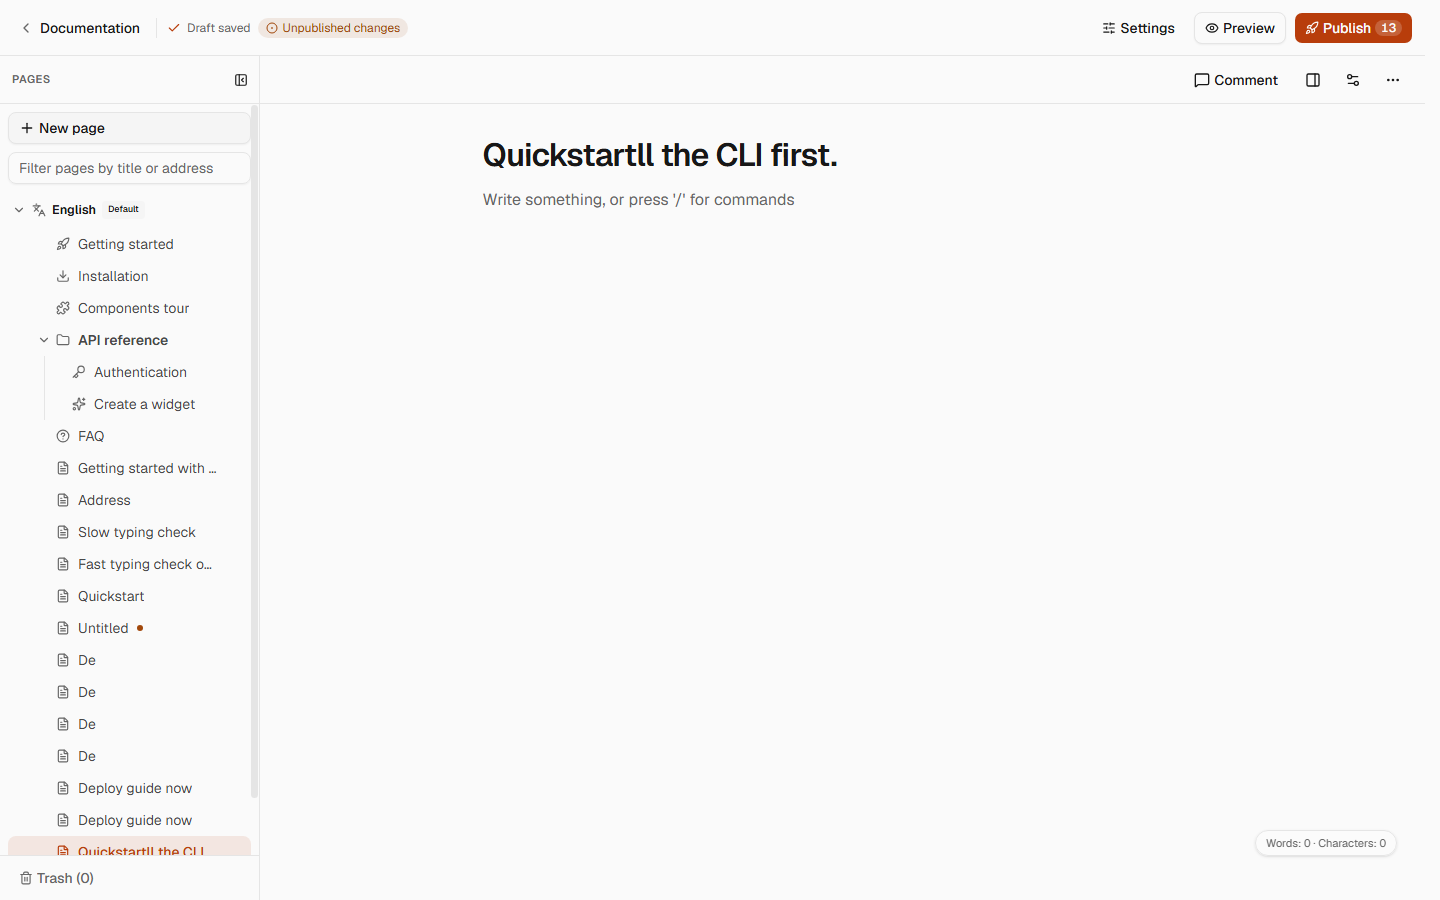 Documentation
Draft saved
Unpublished changes
Settings
Preview
Publish 13
PAGES
Comment
New page
Filter pages by title or address
English Default
Getting started
Installation
Components tour
API reference
Authentication
Create a widget
FAQ
Getting started with ...
Address
Slow typing check
Fast typing check o...
Quickstart
Untitled
De
De
De
De
Deploy guide now
Deploy guide now
Quickstartll the CLI
Trash (0)
Quickstartll the CLI first.
Write something, or press '/' for commands
Words: 0 · Characters: 0